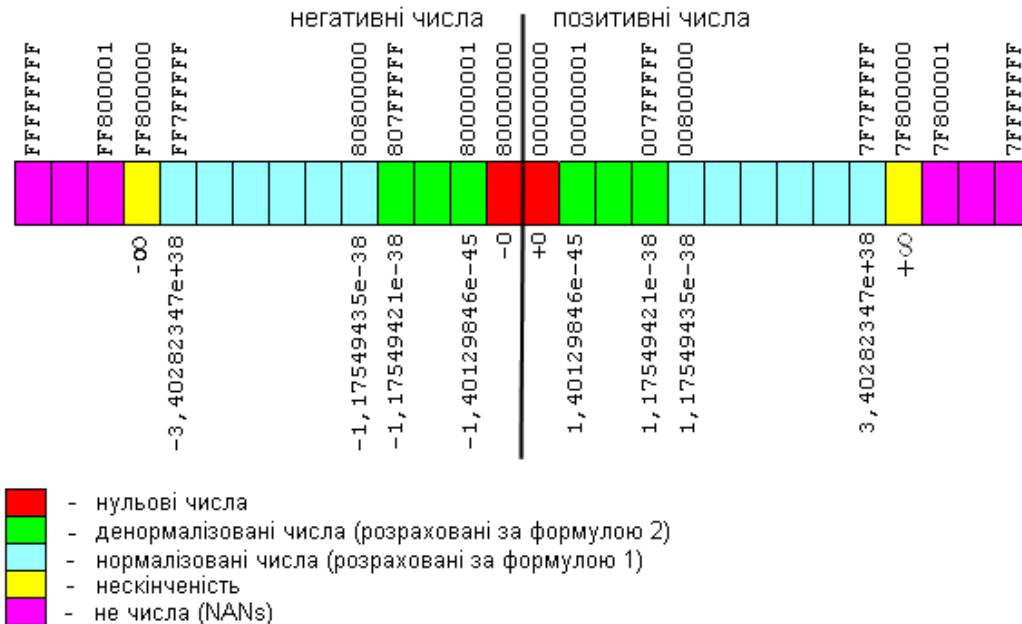 негативні числа
позитивні числа
FFFFFFFF
FF800001
FF800000
FF7FFFFF
80800000
807FFFFF
80000001
80000000
00000000
00000001
007FFFFF
00800000
7F7FFFFF
7F800000
7F800001
7FFFFFFF
-∞
-3,40282347e+38
-1,17549435e-38
-1,17549421e-38
-1,40129846e-45
-0
+0
1,40129846e-45
1,17549421e-38
1,17549435e-38
3,40282347e+38
+∞
- нульові числа
- денормалізовані числа (розраховані за формулою 2)
- нормалізовані числа (розраховані за формулою 1)
- нескінченість
- не числа (NANs)